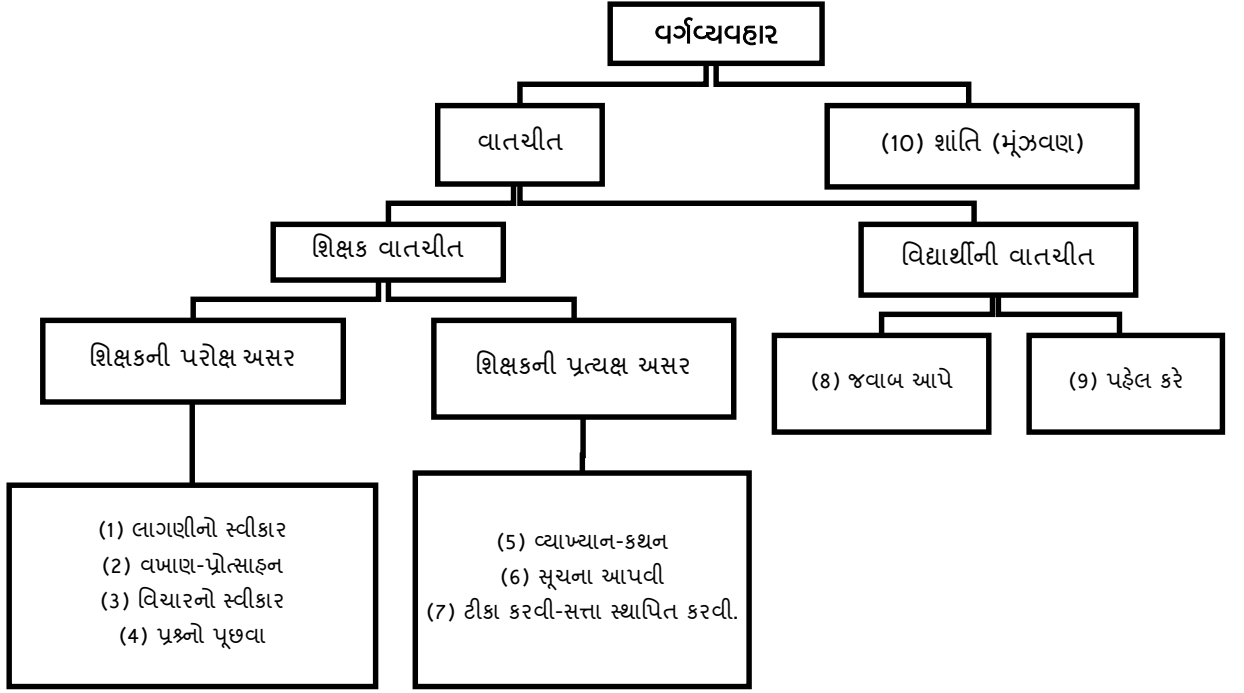 વર્ગવ્યવહાર
વાતચીત
(10) શાંતિ (મૂંઝવણ)
શિક્ષક વાતચીત
વિદ્યાર્થીની વાતચીત
શિક્ષકની પરોક્ષ અસર
શિક્ષકની પ્રત્યક્ષ અસર
(8) જવાબ આપે
(9) પહેલ કરે
(1) લાગણીનો સ્વીકાર
(2) વખાણ-પ્રોત્સાહન
(3) વિચારનો સ્વીકાર
(4) પ્રશ્નો પૂછવા
(5) વ્યાખ્યાન-કથન
(6) સૂચના આપવી
(7) ટીકા કરવી-સત્તા સ્થાપિત કરવી.